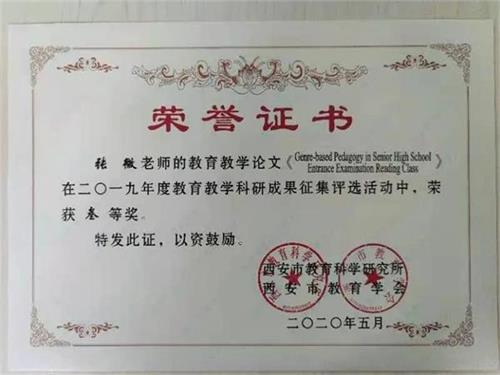 荣誉证书
张 薇老师的教育教学论文《Genre-based Pedagogy in Senior High School
Entrance Examination Reading Class》
在二〇一九年度教育教学科研成果征集评选活动中，荣
获 叁 等奖。
特发此证，以资鼓励。
西安市教育科学研究所
西安市教育学会
二〇二〇年五月